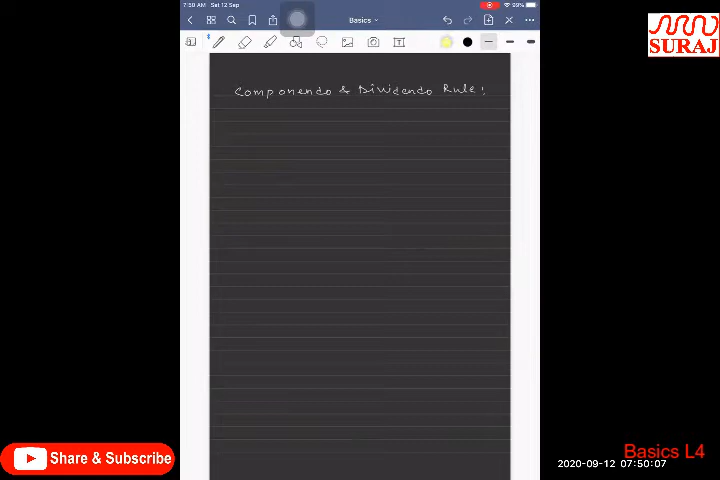 7:50 AM Sat 12 Sep
99%
Basics
T
SURAJ
Componendo & Dividendo Rule:
Share & Subscribe
Basics L4
2020-09-12 07:50:07